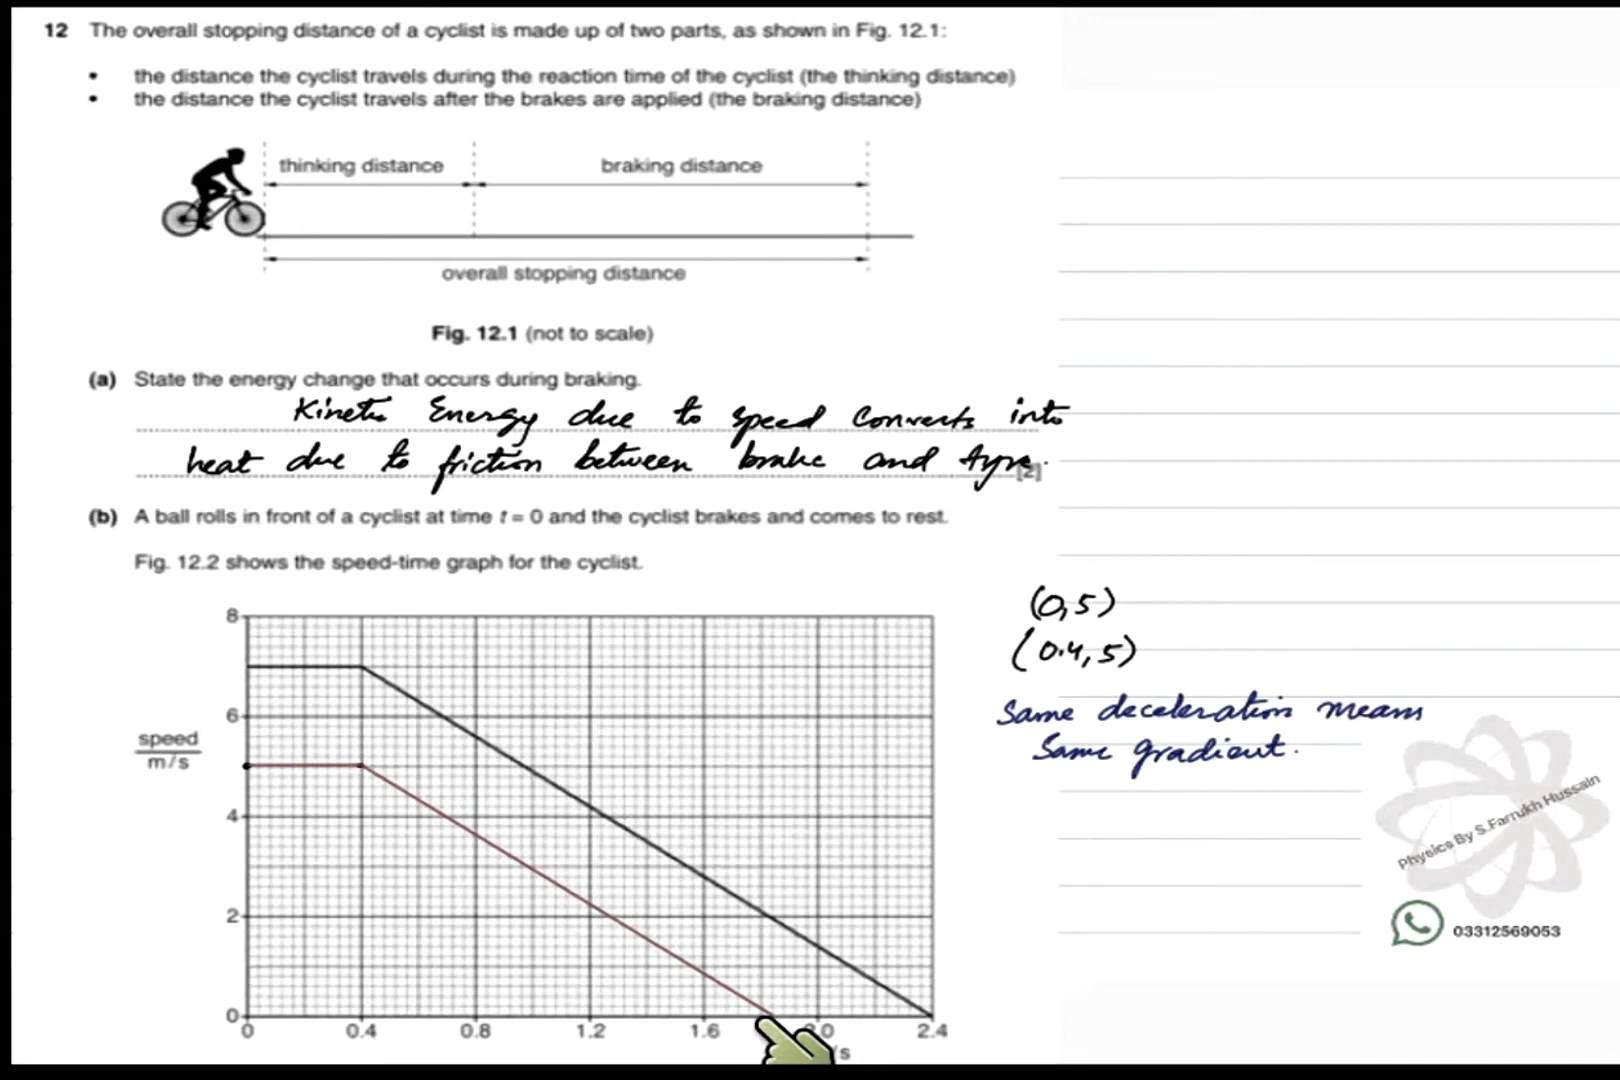 12 The overall stopping distance of a cyclist is made up of two parts, as shown in Fig. 12.1:
• the distance the cyclist travels during the reaction time of the cyclist (the thinking distance)
• the distance the cyclist travels after the brakes are applied (the braking distance)
thinking distance braking distance
overall stopping distance
Fig. 12.1 (not to scale)
(a) State the energy change that occurs during braking.
Kinetic Energy due to speed Converts into
heat due to friction between brake and tyre.
[2]
(b) A ball rolls in front of a cyclist at time t = 0 and the cyclist brakes and comes to rest.
Fig. 12.2 shows the speed-time graph for the cyclist.
(0,5)
(0.4,5)
Same deceleration means
Same gradient.
8
6
speed
m/s
4
2
0
0 0.4 0.8 1.2 1.6 2.4
Physics By S.Farrukh Hussain
03312569053